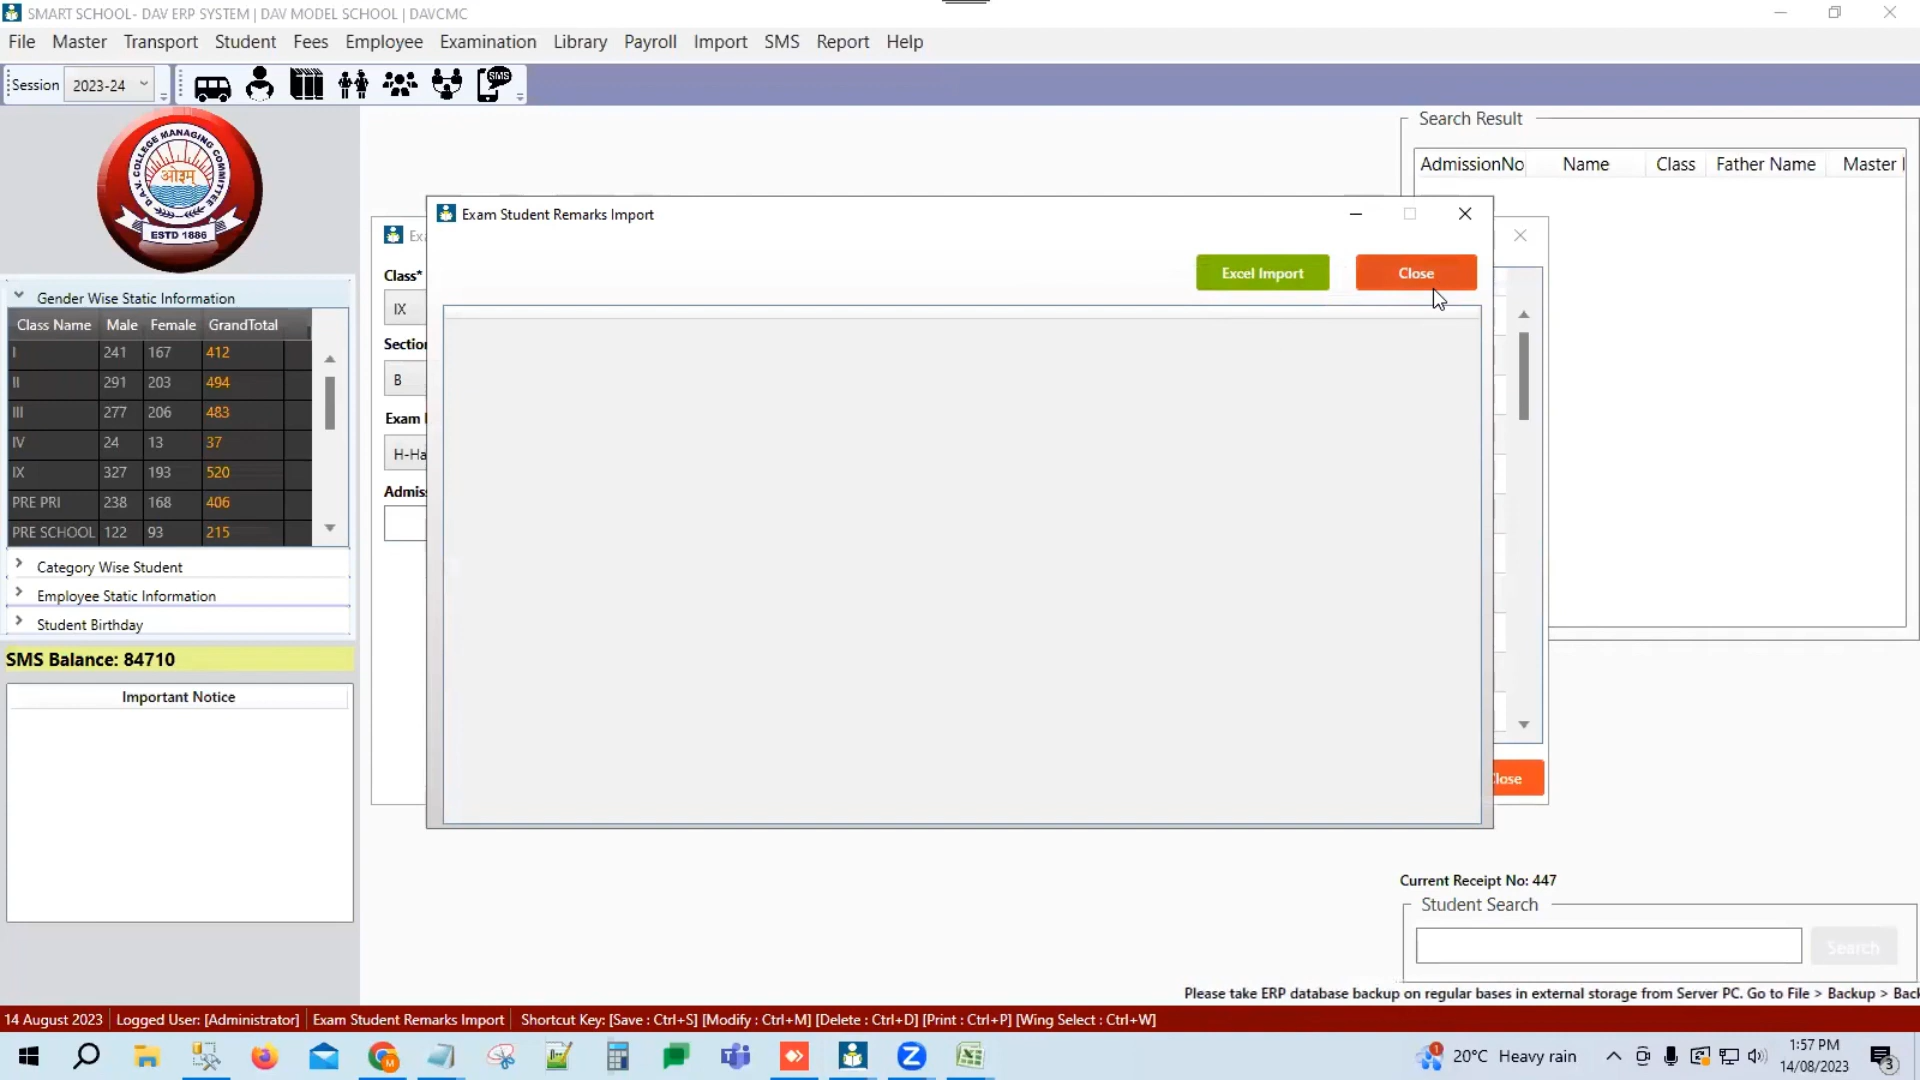 SMART SCHOOL- DAV ERP SYSTEM | DAV MODEL SCHOOL | DAVCMC
File Master Transport Student Fees Employee Examination Library Payroll Import SMS Report Help
Session 2023-24
SMS
D.A.V. COLLEGE MANAGING COMMITTEE
ओ३म्
ESTD 1886
Gender Wise Static Information
Class Name Male Female GrandTotal
I 241 167 412
II 291 203 494
III 277 206 483
IV 24 13 37
IX 327 193 520
PRE PRI 238 168 406
PRE SCHOOL 122 93 215
Category Wise Student
Employee Static Information
Student Birthday
SMS Balance: 84710
Important Notice
Class*
IX
Section
B
Exam
H-Ha
Admis
Exam Student Remarks Import
Excel Import Close
Close
Search Result
AdmissionNo Name Class Father Name Master
Current Receipt No: 447
Student Search
Search
Please take ERP database backup on regular bases in external storage from Server PC. Go to File > Backup > Back
14 August 2023 Logged User: [Administrator] Exam Student Remarks Import Shortcut Key: [Save : Ctrl+S] [Modify : Ctrl+M] [Delete : Ctrl+D] [Print : Ctrl+P] [Wing Select : Ctrl+W]
20°C Heavy rain
1:57 PM
14/08/2023
3